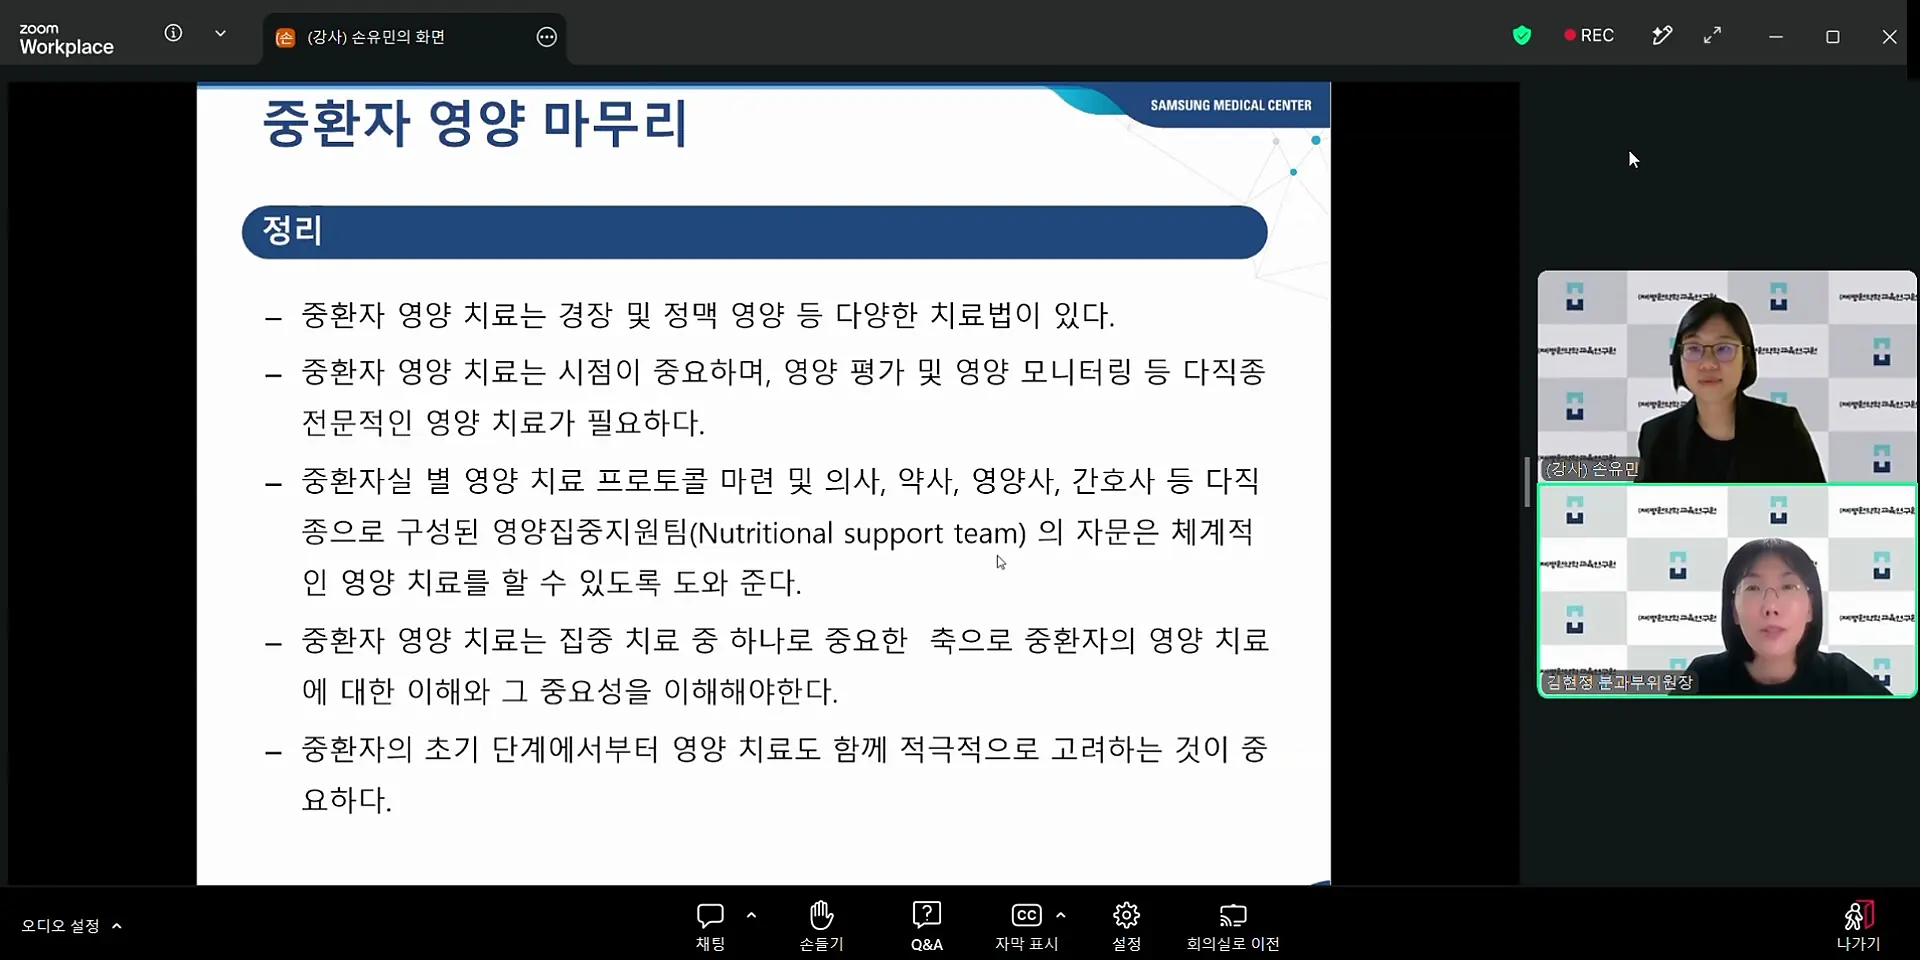 zoom
Workplace
손
(강사) 손유민의 화면
REC
중환자 영양 마무리
SAMSUNG MEDICAL CENTER
정리
– 중환자 영양 치료는 경장 및 정맥 영양 등 다양한 치료법이 있다.
– 중환자 영양 치료는 시점이 중요하며, 영양 평가 및 영양 모니터링 등 다직종
전문적인 영양 치료가 필요하다.
– 중환자실 별 영양 치료 프로토콜 마련 및 의사, 약사, 영양사, 간호사 등 다직
종으로 구성된 영양집중지원팀(Nutritional support team) 의 자문은 체계적
인 영양 치료를 할 수 있도록 도와 준다.
– 중환자 영양 치료는 집중 치료 중 하나로 중요한 축으로 중환자의 영양 치료
에 대한 이해와 그 중요성을 이해해야한다.
– 중환자의 초기 단계에서부터 영양 치료도 함께 적극적으로 고려하는 것이 중
요하다.
(강사) 손유민
김현정 분과부위원장
오디오 설정
채팅
손들기
Q&A
CC
자막 표시
설정
회의실로 이전
나가기